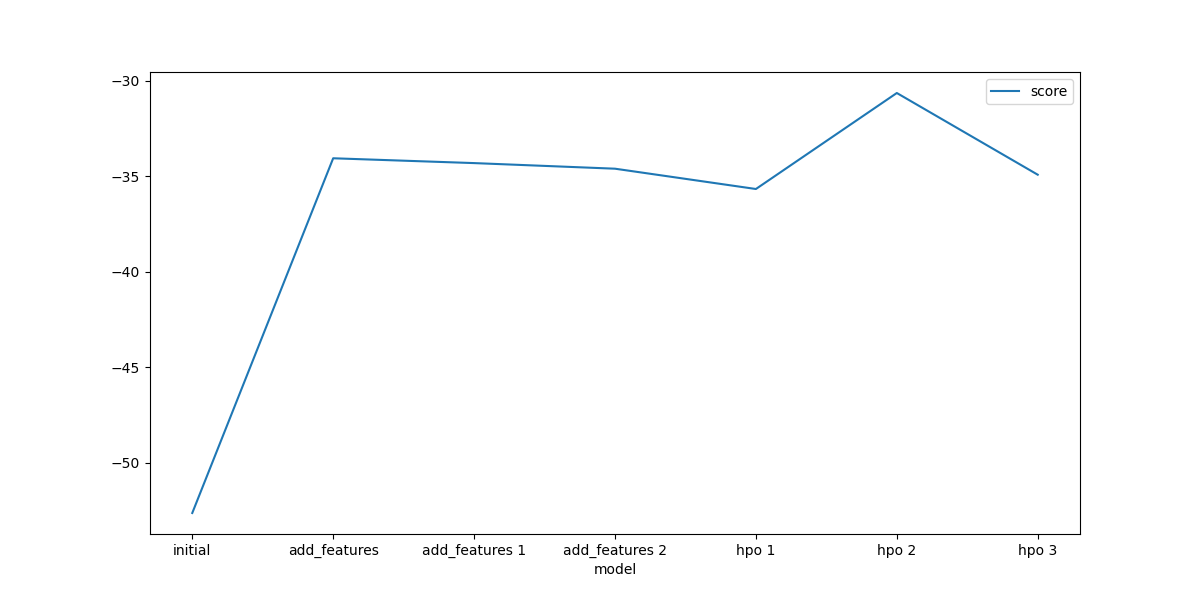 −30
−35
−40
−45
−50
score
initial add_features add_features 1 add_features 2 hpo 1 hpo 2 hpo 3
model